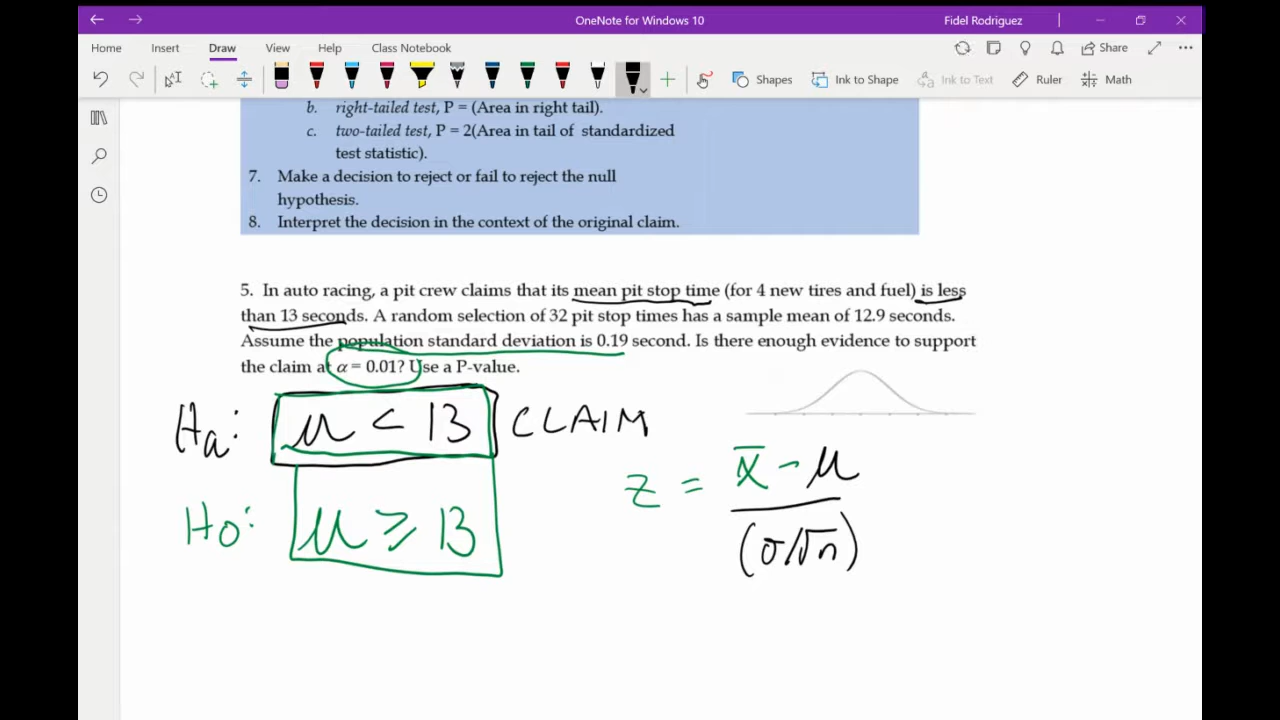 OneNote for Windows 10
Fidel Rodriguez
Home Insert Draw View Help Class Notebook Share
Shapes Ink to Shape Ink to Text Ruler Math
b. right-tailed test, P = (Area in right tail).
c. two-tailed test, P = 2(Area in tail of standardized
test statistic).
7. Make a decision to reject or fail to reject the null
hypothesis.
8. Interpret the decision in the context of the original claim.
5. In auto racing, a pit crew claims that its mean pit stop time (for 4 new tires and fuel) is less
than 13 seconds. A random selection of 32 pit stop times has a sample mean of 12.9 seconds.
Assume the population standard deviation is 0.19 second. Is there enough evidence to support
the claim at α = 0.01? Use a P-value.
Ha: μ < 13 CLAIM
Ho: μ ≥ 13
z = x̄ - μ
(σ/√n)